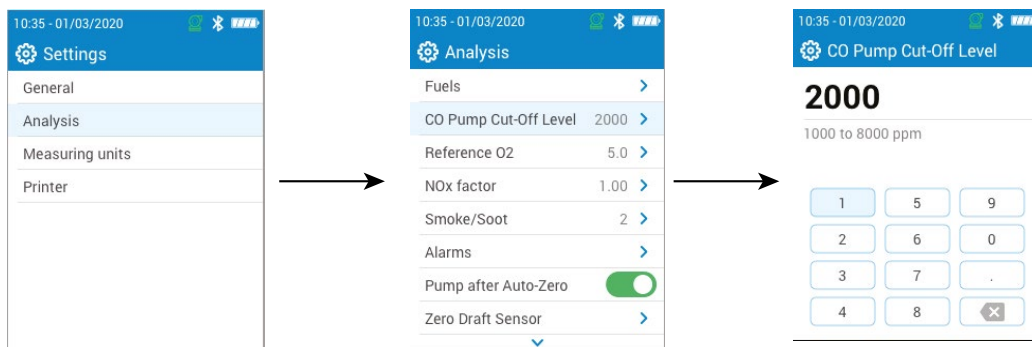 10:35 - 01/03/2020
Settings
General
Analysis
Measuring units
Printer
10:35 - 01/03/2020
Analysis
Fuels
CO Pump Cut-Off Level 2000
Reference O2 5.0
NOx factor 1.00
Smoke/Soot 2
Alarms
Pump after Auto-Zero
Zero Draft Sensor
10:35 - 01/03/2020
CO Pump Cut-Off Level
2000
1000 to 8000 ppm
1 5 9
2 6 0
3 7 .
4 8